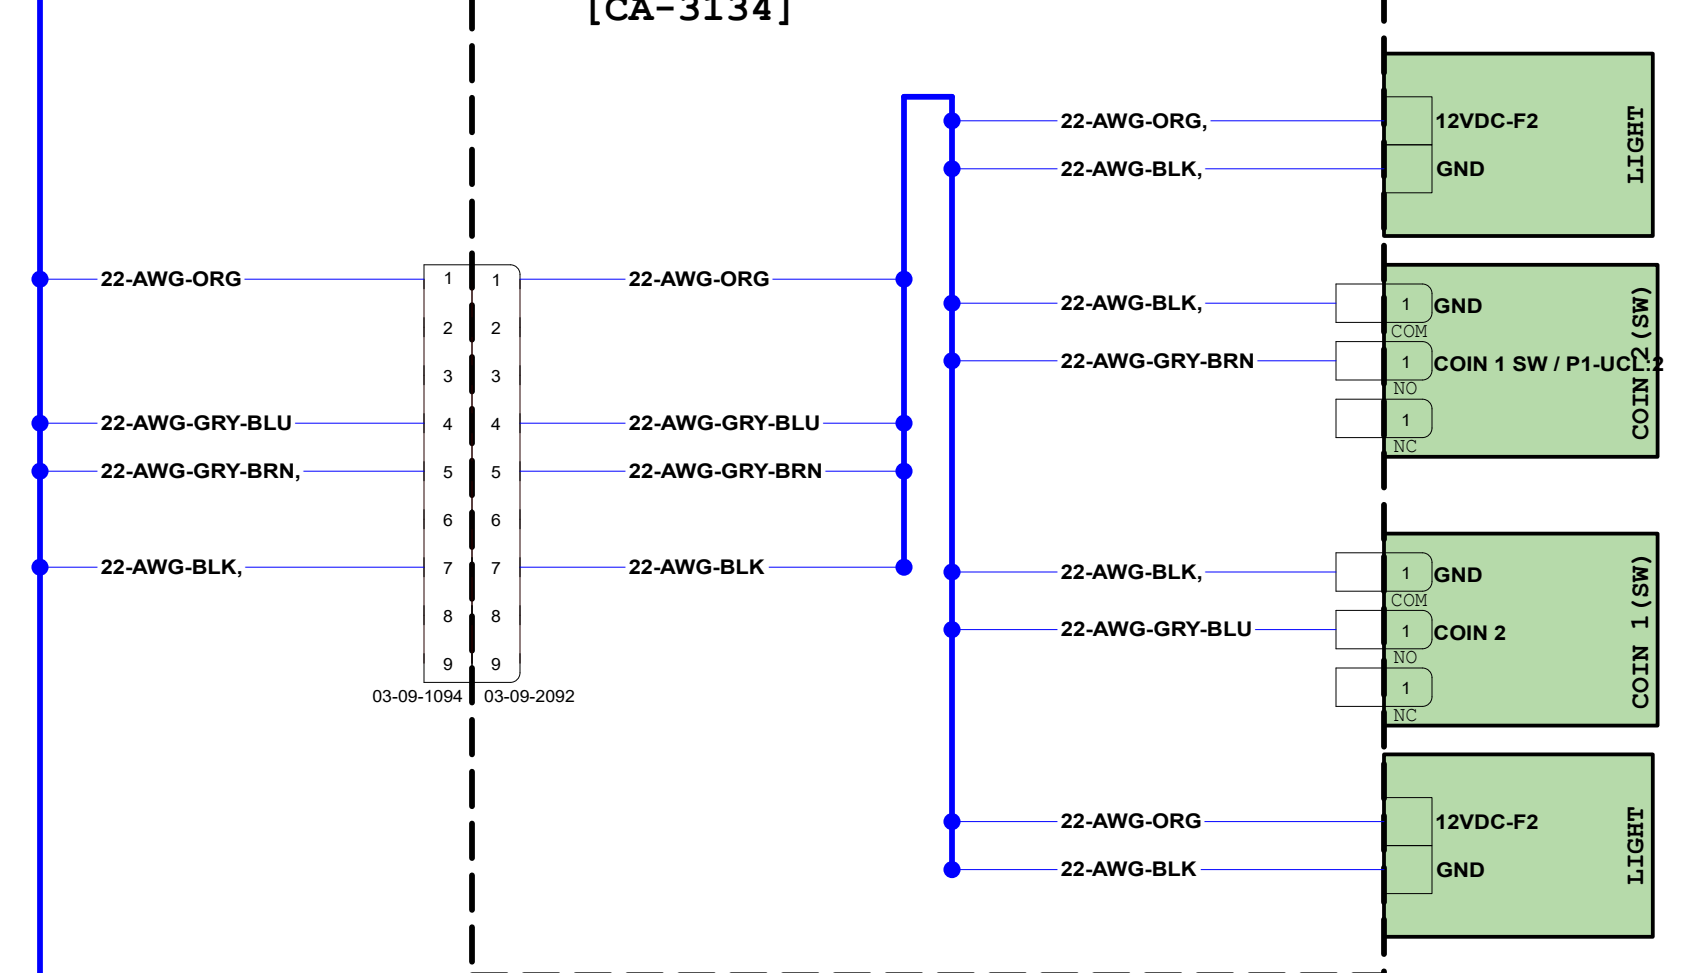 [CA-3134]
22-AWG-ORG,
12VDC-F2
22-AWG-BLK,
GND
LIGHT
22-AWG-ORG
1
1
22-AWG-ORG
22-AWG-BLK,
1
GND
COM
2
2
22-AWG-GRY-BRN
1
COIN 1 SW / P1-UCL:2
NO
3
3
1
NC
COIN 2 (SW)
22-AWG-GRY-BLU
4
4
22-AWG-GRY-BLU
22-AWG-GRY-BRN,
5
5
22-AWG-GRY-BRN
6
6
22-AWG-BLK,
7
7
22-AWG-BLK
22-AWG-BLK,
1
GND
COM
8
8
22-AWG-GRY-BLU
1
COIN 2
NO
9
9
1
NC
COIN 1 (SW)
03-09-1094
03-09-2092
22-AWG-ORG
12VDC-F2
22-AWG-BLK
GND
LIGHT